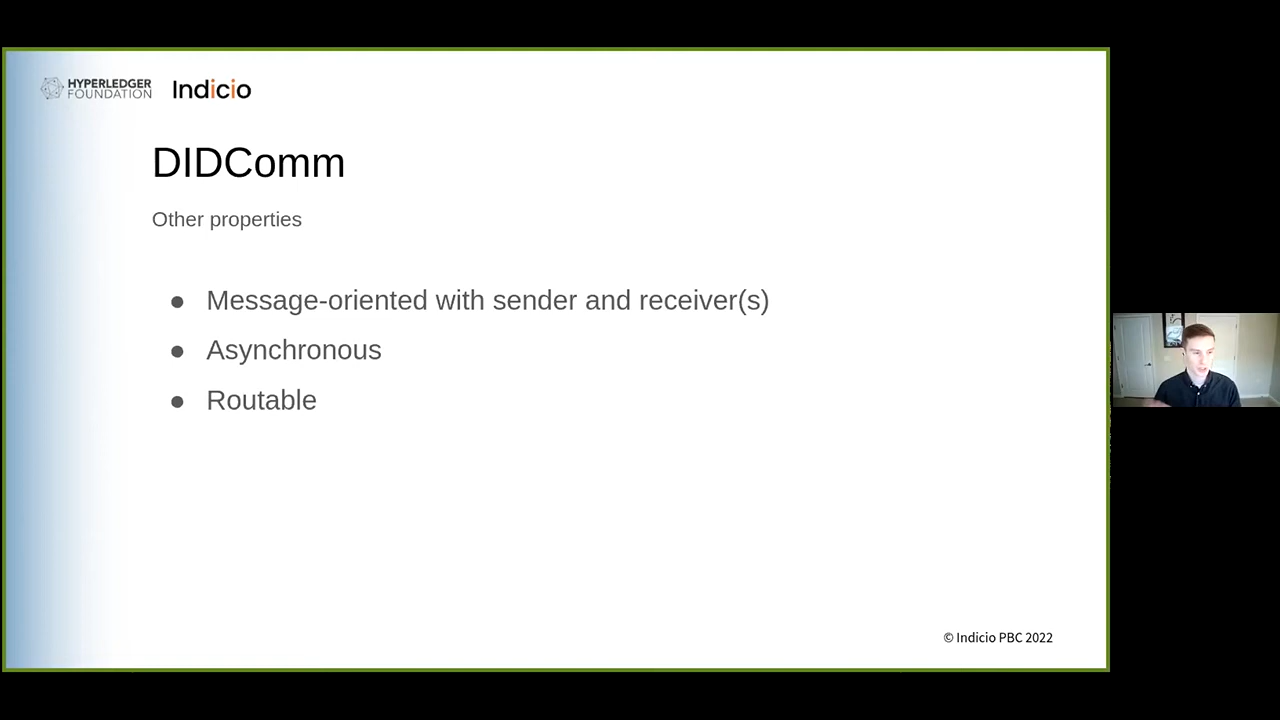 HYPERLEDGER
FOUNDATION
Indicio
DIDComm
Other properties
● Message-oriented with sender and receiver(s)
● Asynchronous
● Routable
© Indicio PBC 2022